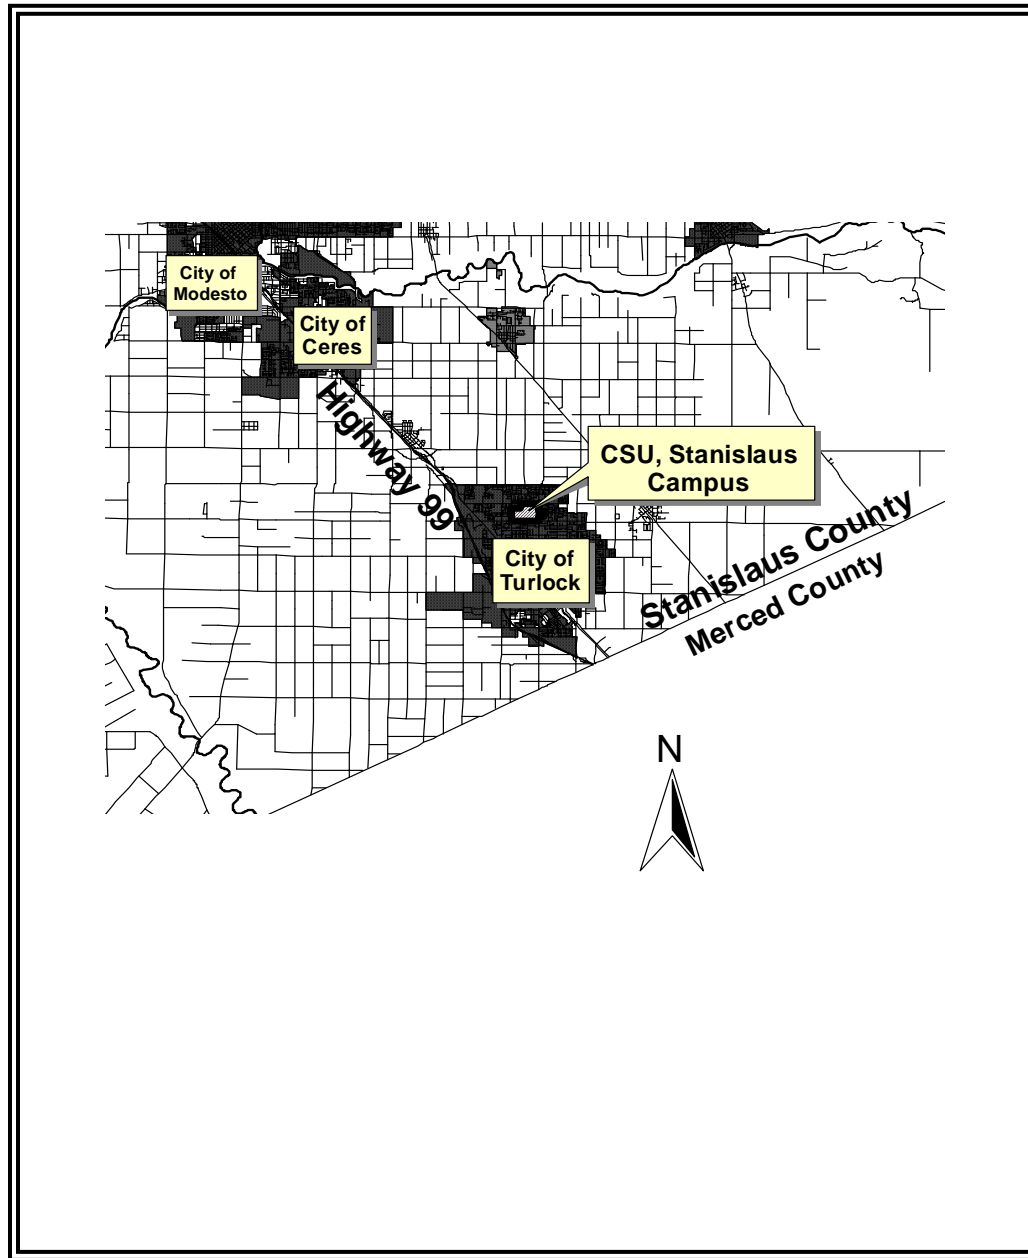 City of
Modesto
City of
Ceres
Highway 99
CSU, Stanislaus
Campus
City of
Turlock
Stanislaus County
Merced County
N